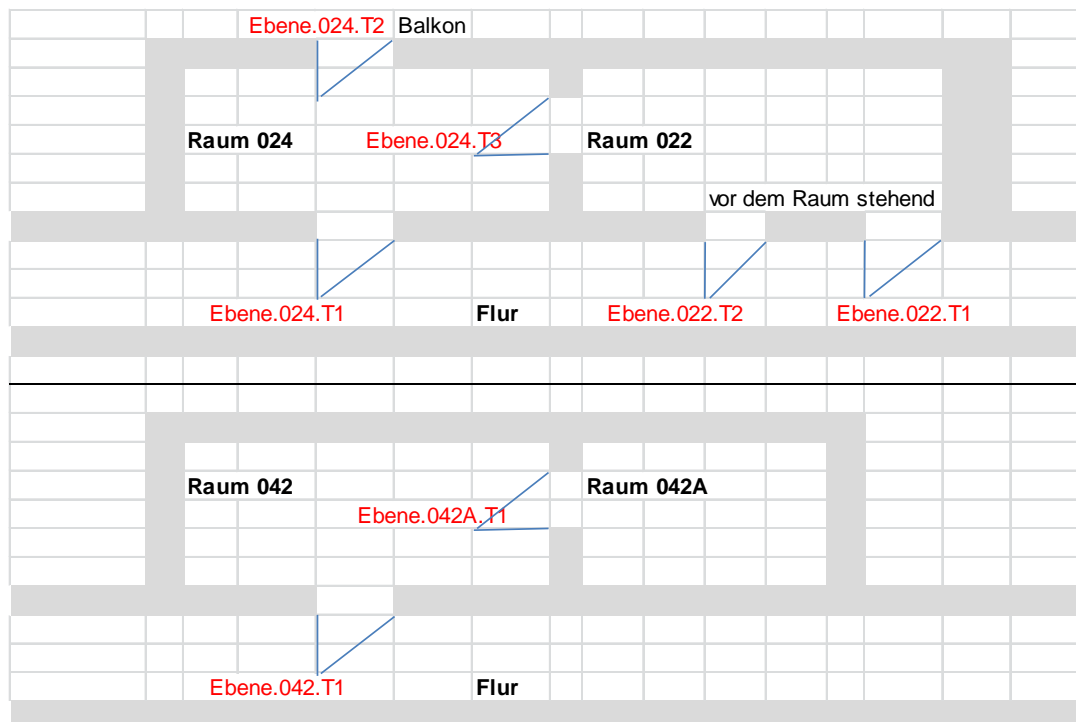 Ebene.024.T2 Balkon
Raum 024 Ebene.024.T3 Raum 022
vor dem Raum stehend
Ebene.024.T1 Flur Ebene.022.T2 Ebene.022.T1
Raum 042 Raum 042A
Ebene.042A.T1
Ebene.042.T1 Flur